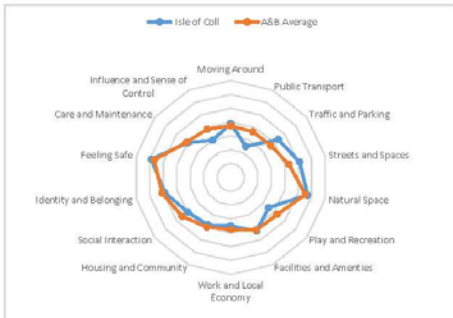 Isle of Coll
A&B Average
Moving Around
Public Transport
Traffic and Parking
Streets and Spaces
Natural Space
Play and Recreation
Facilities and Amenties
Work and Local
Economy
Housing and Community
Social Interaction
Identity and Belonging
Feeling Safe
Care and Maintenance
Influence and Sense of
Control